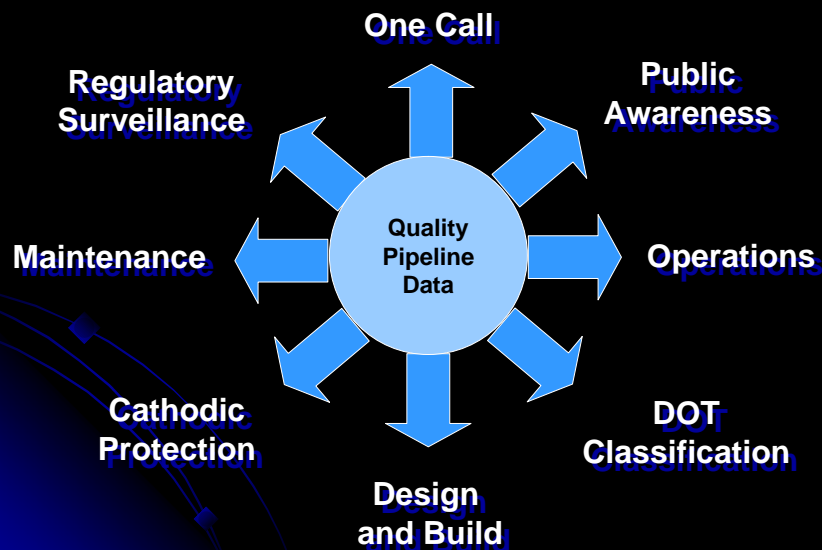 One Call
Regulatory
Surveillance
Public
Awareness
Quality
Pipeline
Data
Maintenance
Operations
Cathodic
Protection
DOT
Classification
Design
and Build